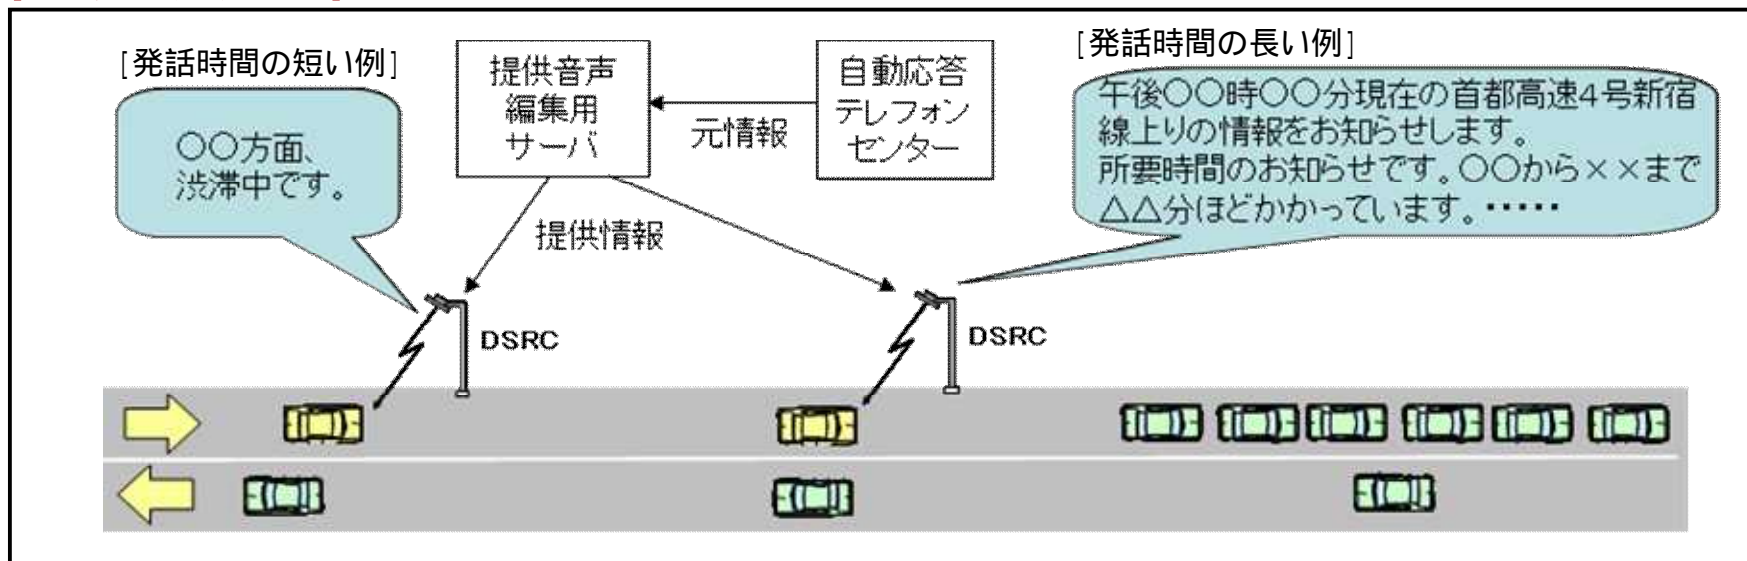 [発話時間の短い例]
○○方面、
渋滞中です。
提供音声
編集用
サーバ
元情報
自動応答
テレフォン
センター
[発話時間の長い例]
午後○○時○○分現在の首都高速4号新宿
線上りの情報をお知らせします。
所要時間のお知らせです。○○から××まで
△△分ほどかかっています。・・・・・
提供情報
DSRC
DSRC